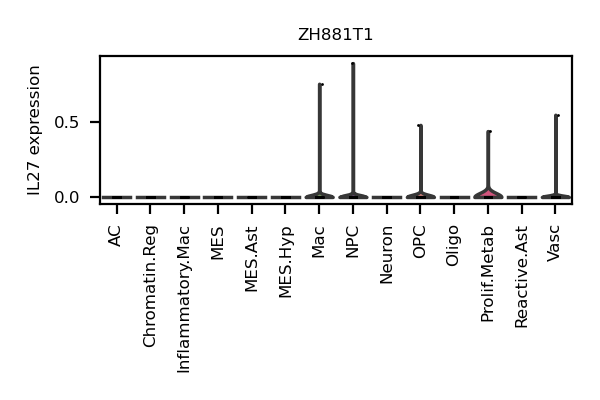 ZH881T1
IL27 expression
0.5
0.0
AC
Chromatin.Reg
Inflammatory.Mac
MES
MES.Ast
MES.Hyp
Mac
NPC
Neuron
OPC
Oligo
Prolif.Metab
Reactive.Ast
Vasc